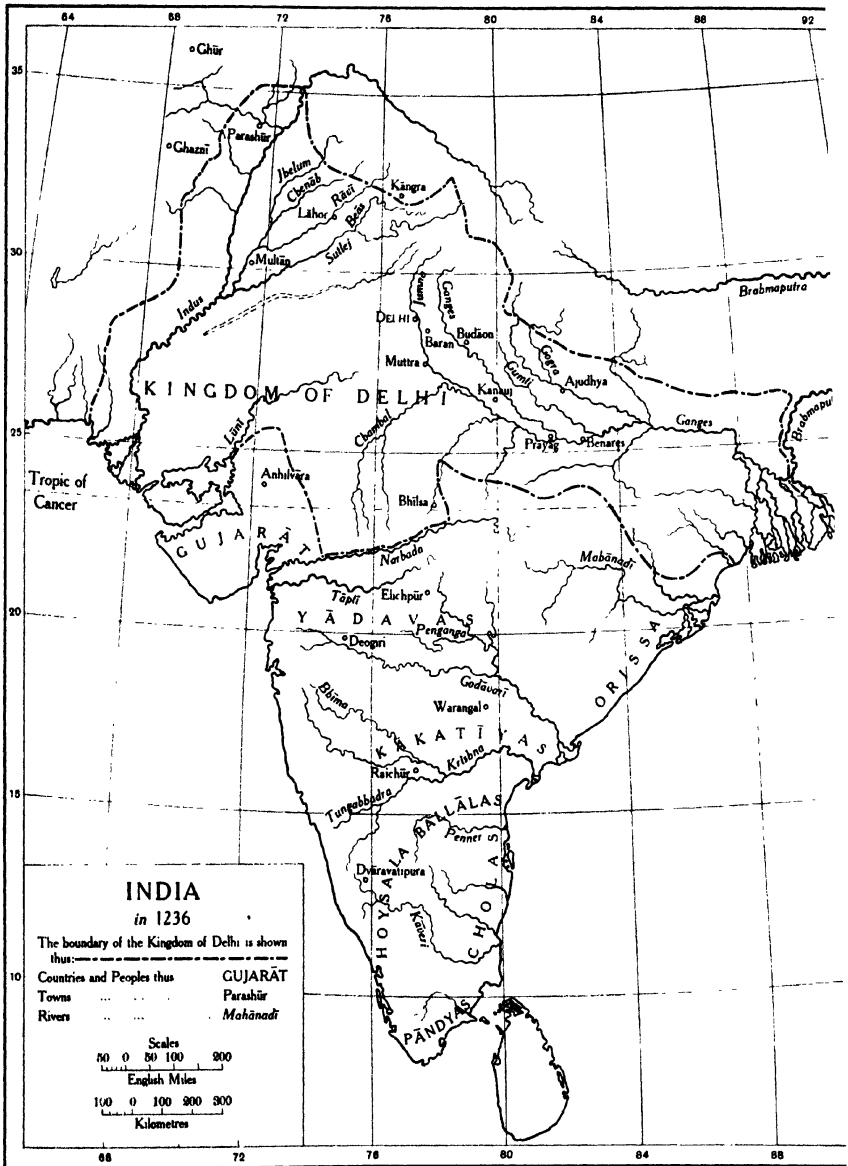 64 68 72 76 80 84 88 92
35
Ghūr
Parashūr
Ghaznī
Jhelum
Chenāb
Rāvī
Kāngra
Lāhor
Beās
Multān
Sutlej
30
Indus
Brahmaputra
Jumna
Ganges
DELHI
Baran
Budāon
Gogra
Muttra
Gumti
Ajudhya
Kanauj
KINGDOM OF DELHI
Lūnī
Chambal
Ganges
Brahmaput
25
Prayāg
Benares
Tropic of
Cancer
Anhilvāra
Bhilsa
GUJARĀT
Narbada
Mahānadī
Tāptī
Elichpūr
20
YĀDAVAS
Penganga
Deogiri
ORISSA
Godāvarī
Bhīma
Warangal
KAKATĪYAS
Krishna
Raichūr
15
Tungabhadra
HOYSALA BALLĀLAS
Penner
Dvāravatipura
CHOLAS
Kāveri
10
PĀNDYAS
INDIA
in 1236
The boundary of the Kingdom of Delhi is shown
thus:
Countries and Peoples thus GUJARĀT
Towns ... .. . Parashūr
Rivers .. ... . Mahānadī
Scales
50 0 50 100 200
English Miles
100 0 100 200 300
Kilometres
68 72 76 80 84 88